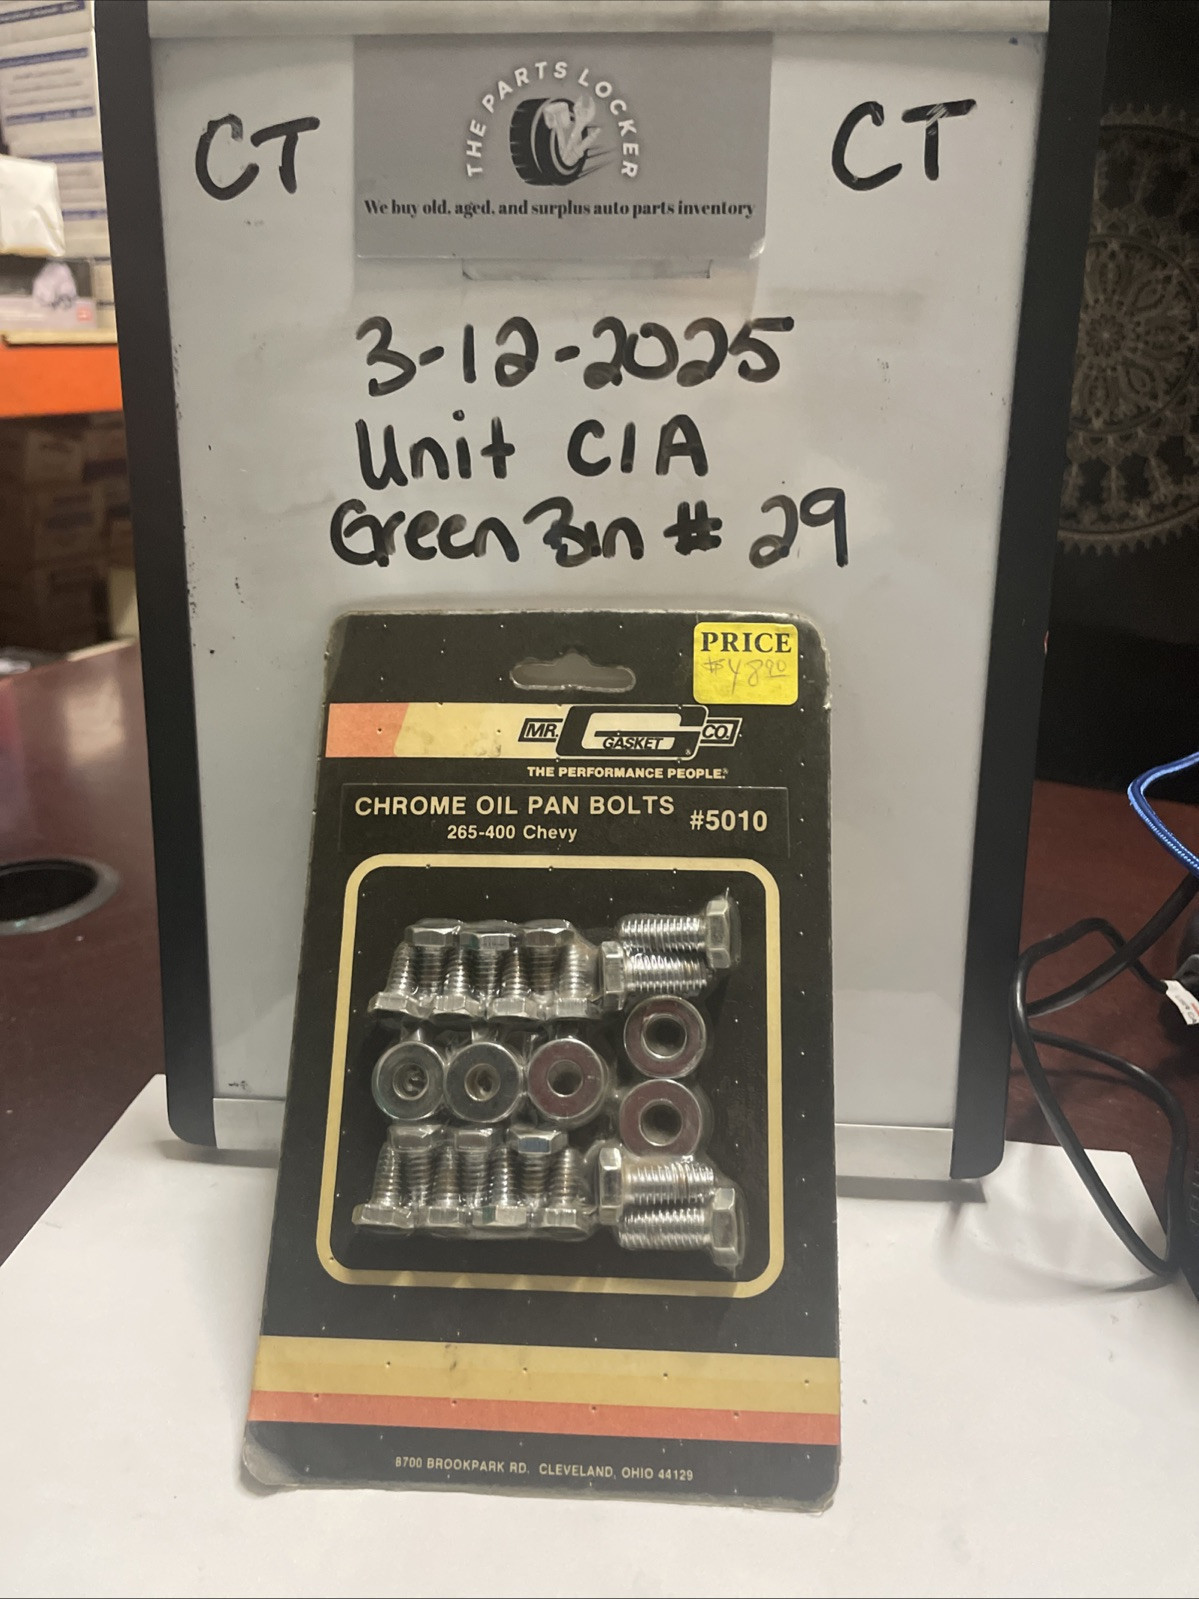 CT
THE PARTS LOCKER
CT
We buy old, aged, and surplus auto parts inventory
3-12-2025
Unit C1A
Green Bin # 29
PRICE
$48.00
MR. GASKET CO.
THE PERFORMANCE PEOPLE.®
CHROME OIL PAN BOLTS #5010
265-400 Chevy
8700 BROOKPARK RD. CLEVELAND, OHIO 44129